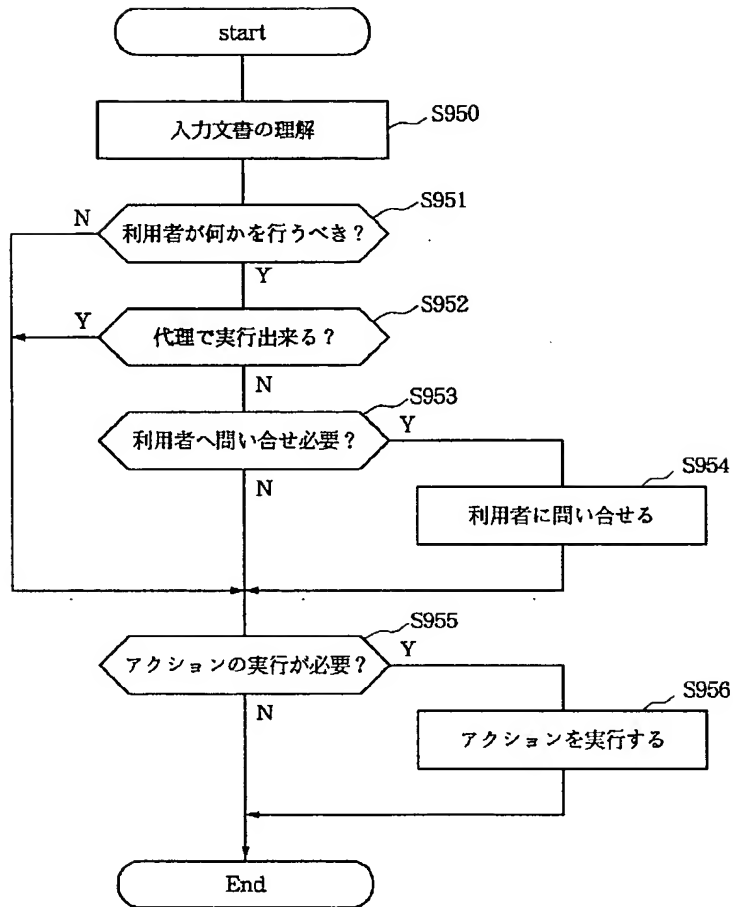 start
入力文書の理解
S950
利用者が何かを行うべき？
S951
N
Y
代理で実行出来る？
S952
Y
N
利用者へ問い合せ必要？
S953
Y
N
利用者に問い合せる
S954
アクションの実行が必要？
S955
Y
N
アクションを実行する
S956
End